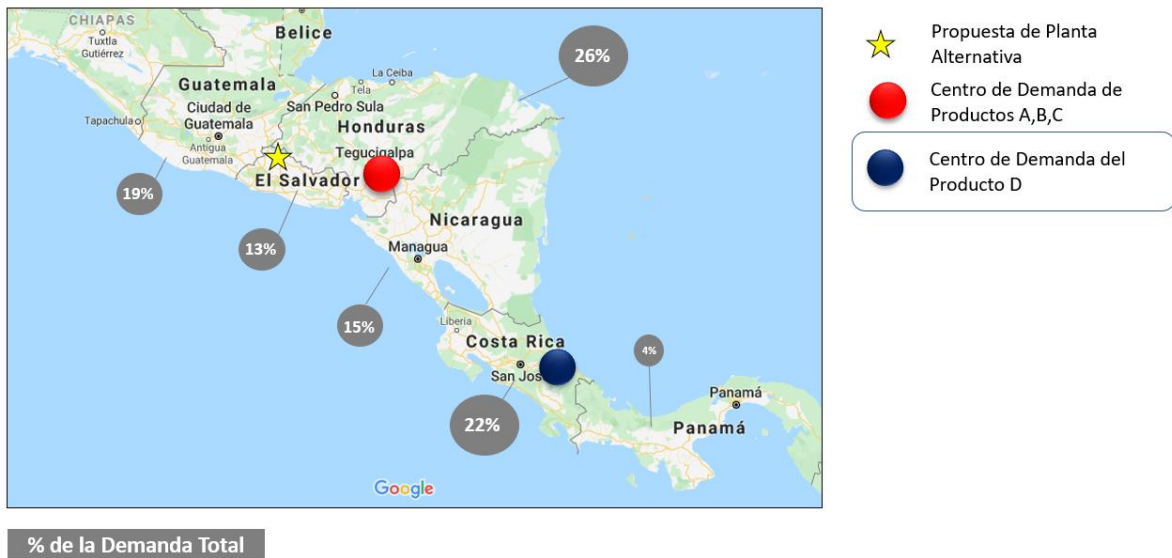 CHIAPAS
Tuxtla
Gutiérrez
Belice
26%
La Ceiba
Tela
Guatemala
San Pedro Sula
Ciudad de
Guatemala
Honduras
Tapachula
Antigua
Guatemala
Tegucigalpa
El Salvador
19%
13%
Nicaragua
Managua
15%
Liberia
Costa Rica
4%
San Jos
Panamá
22%
Panamá
Google
Propuesta de Planta
Alternativa
Centro de Demanda de
Productos A,B,C
Centro de Demanda del
Producto D
% de la Demanda Total